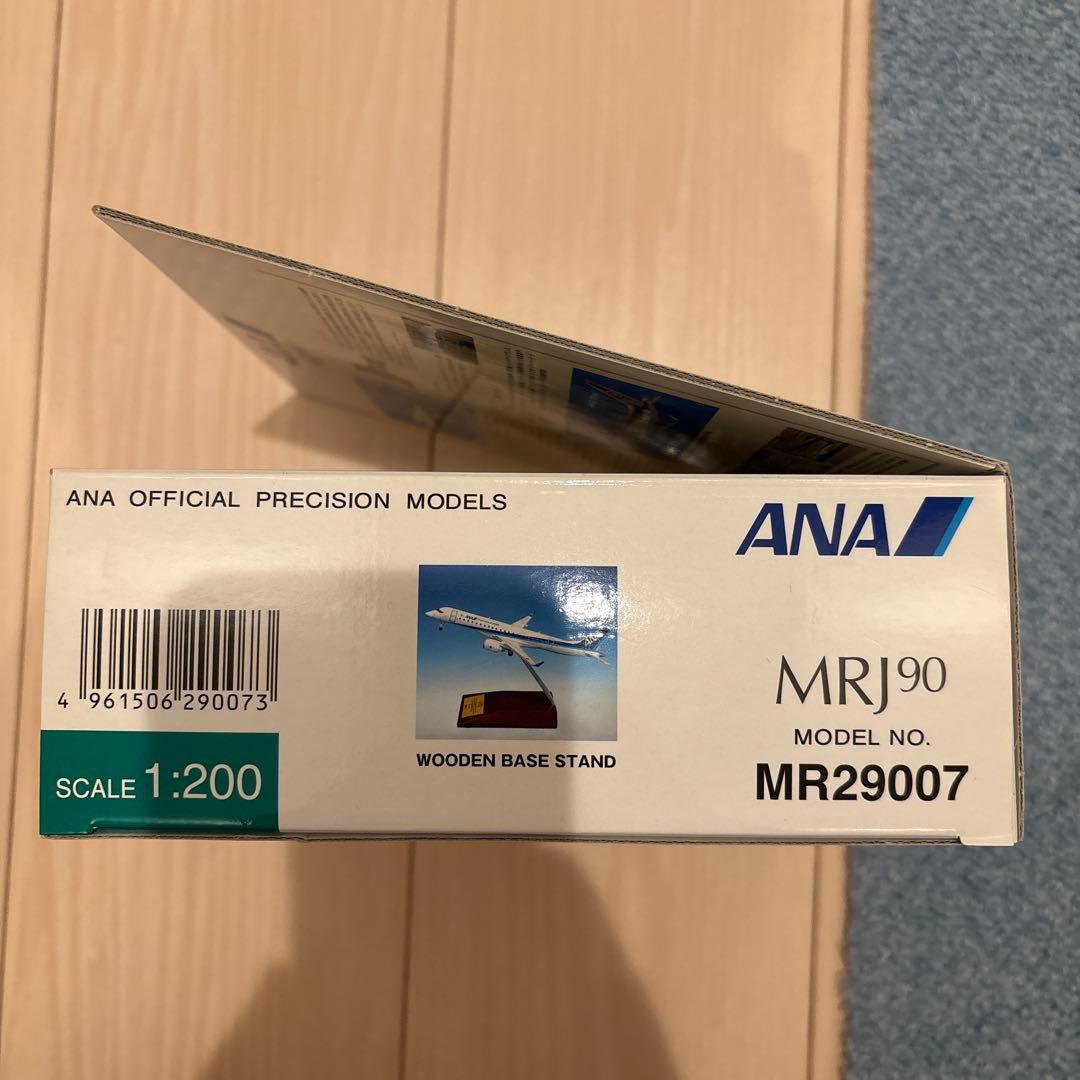 ANA OFFICIAL PRECISION MODELS
ANA
4 961506 290073
SCALE 1:200
WOODEN BASE STAND
MRJ90
MODEL NO.
MR29007